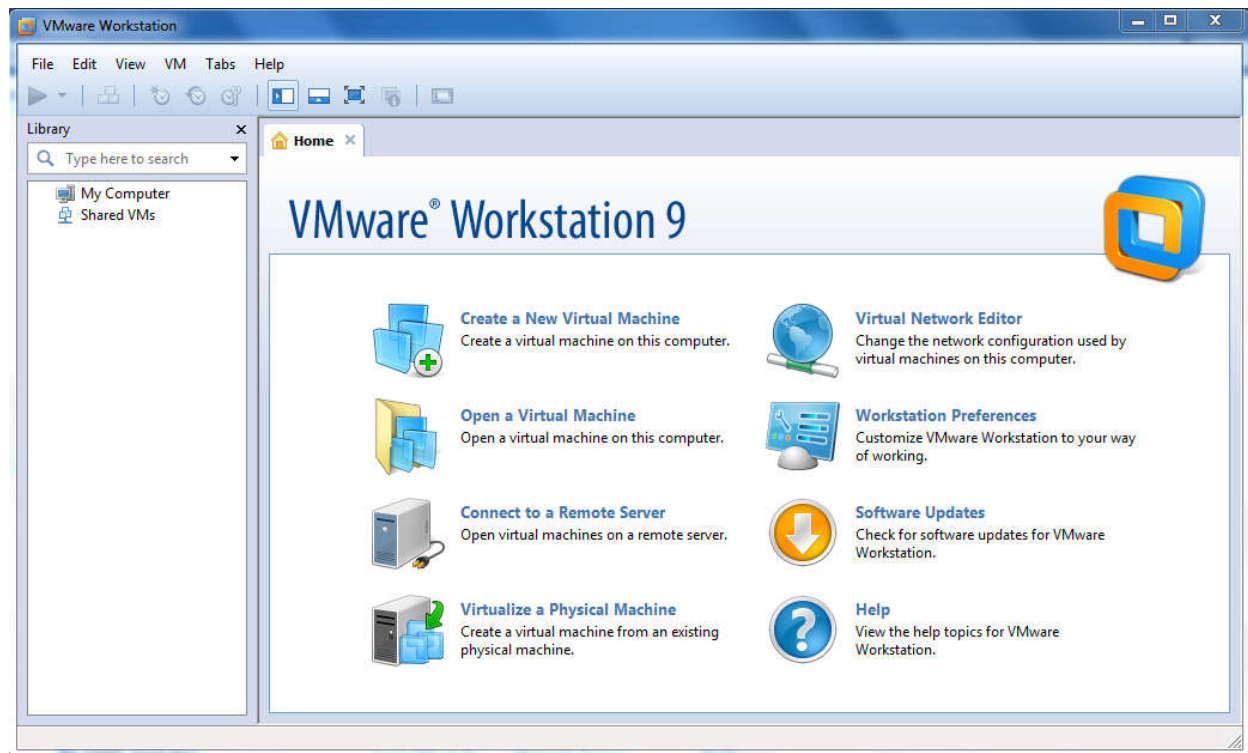 VMware Workstation
File Edit View VM Tabs Help
Library
Type here to search
My Computer
Shared VMs
Home
VMware® Workstation 9
Create a New Virtual Machine
Create a virtual machine on this computer.
Open a Virtual Machine
Open a virtual machine on this computer.
Connect to a Remote Server
Open virtual machines on a remote server.
Virtualize a Physical Machine
Create a virtual machine from an existing
physical machine.
Virtual Network Editor
Change the network configuration used by
virtual machines on this computer.
Workstation Preferences
Customize VMware Workstation to your way
of working.
Software Updates
Check for software updates for VMware
Workstation.
Help
View the help topics for VMware
Workstation.